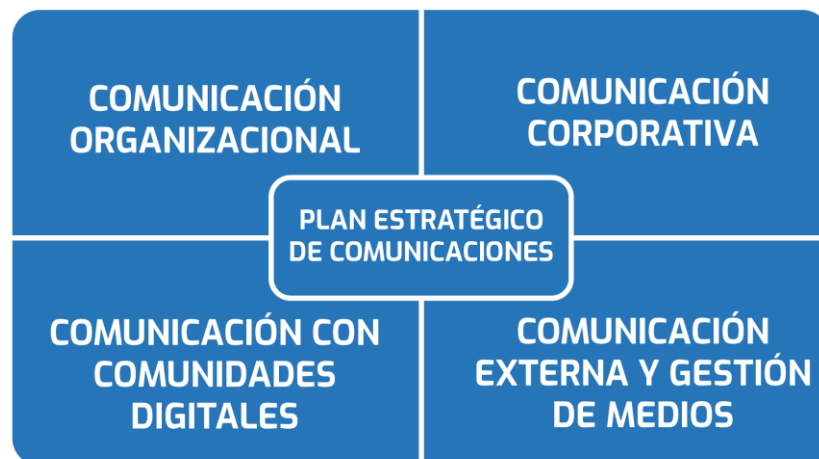 COMUNICACIÓN
ORGANIZACIONAL
COMUNICACIÓN
CORPORATIVA
PLAN ESTRATÉGICO
DE COMUNICACIONES
COMUNICACIÓN CON
COMUNIDADES
DIGITALES
COMUNICACIÓN
EXTERNA Y GESTIÓN
DE MEDIOS